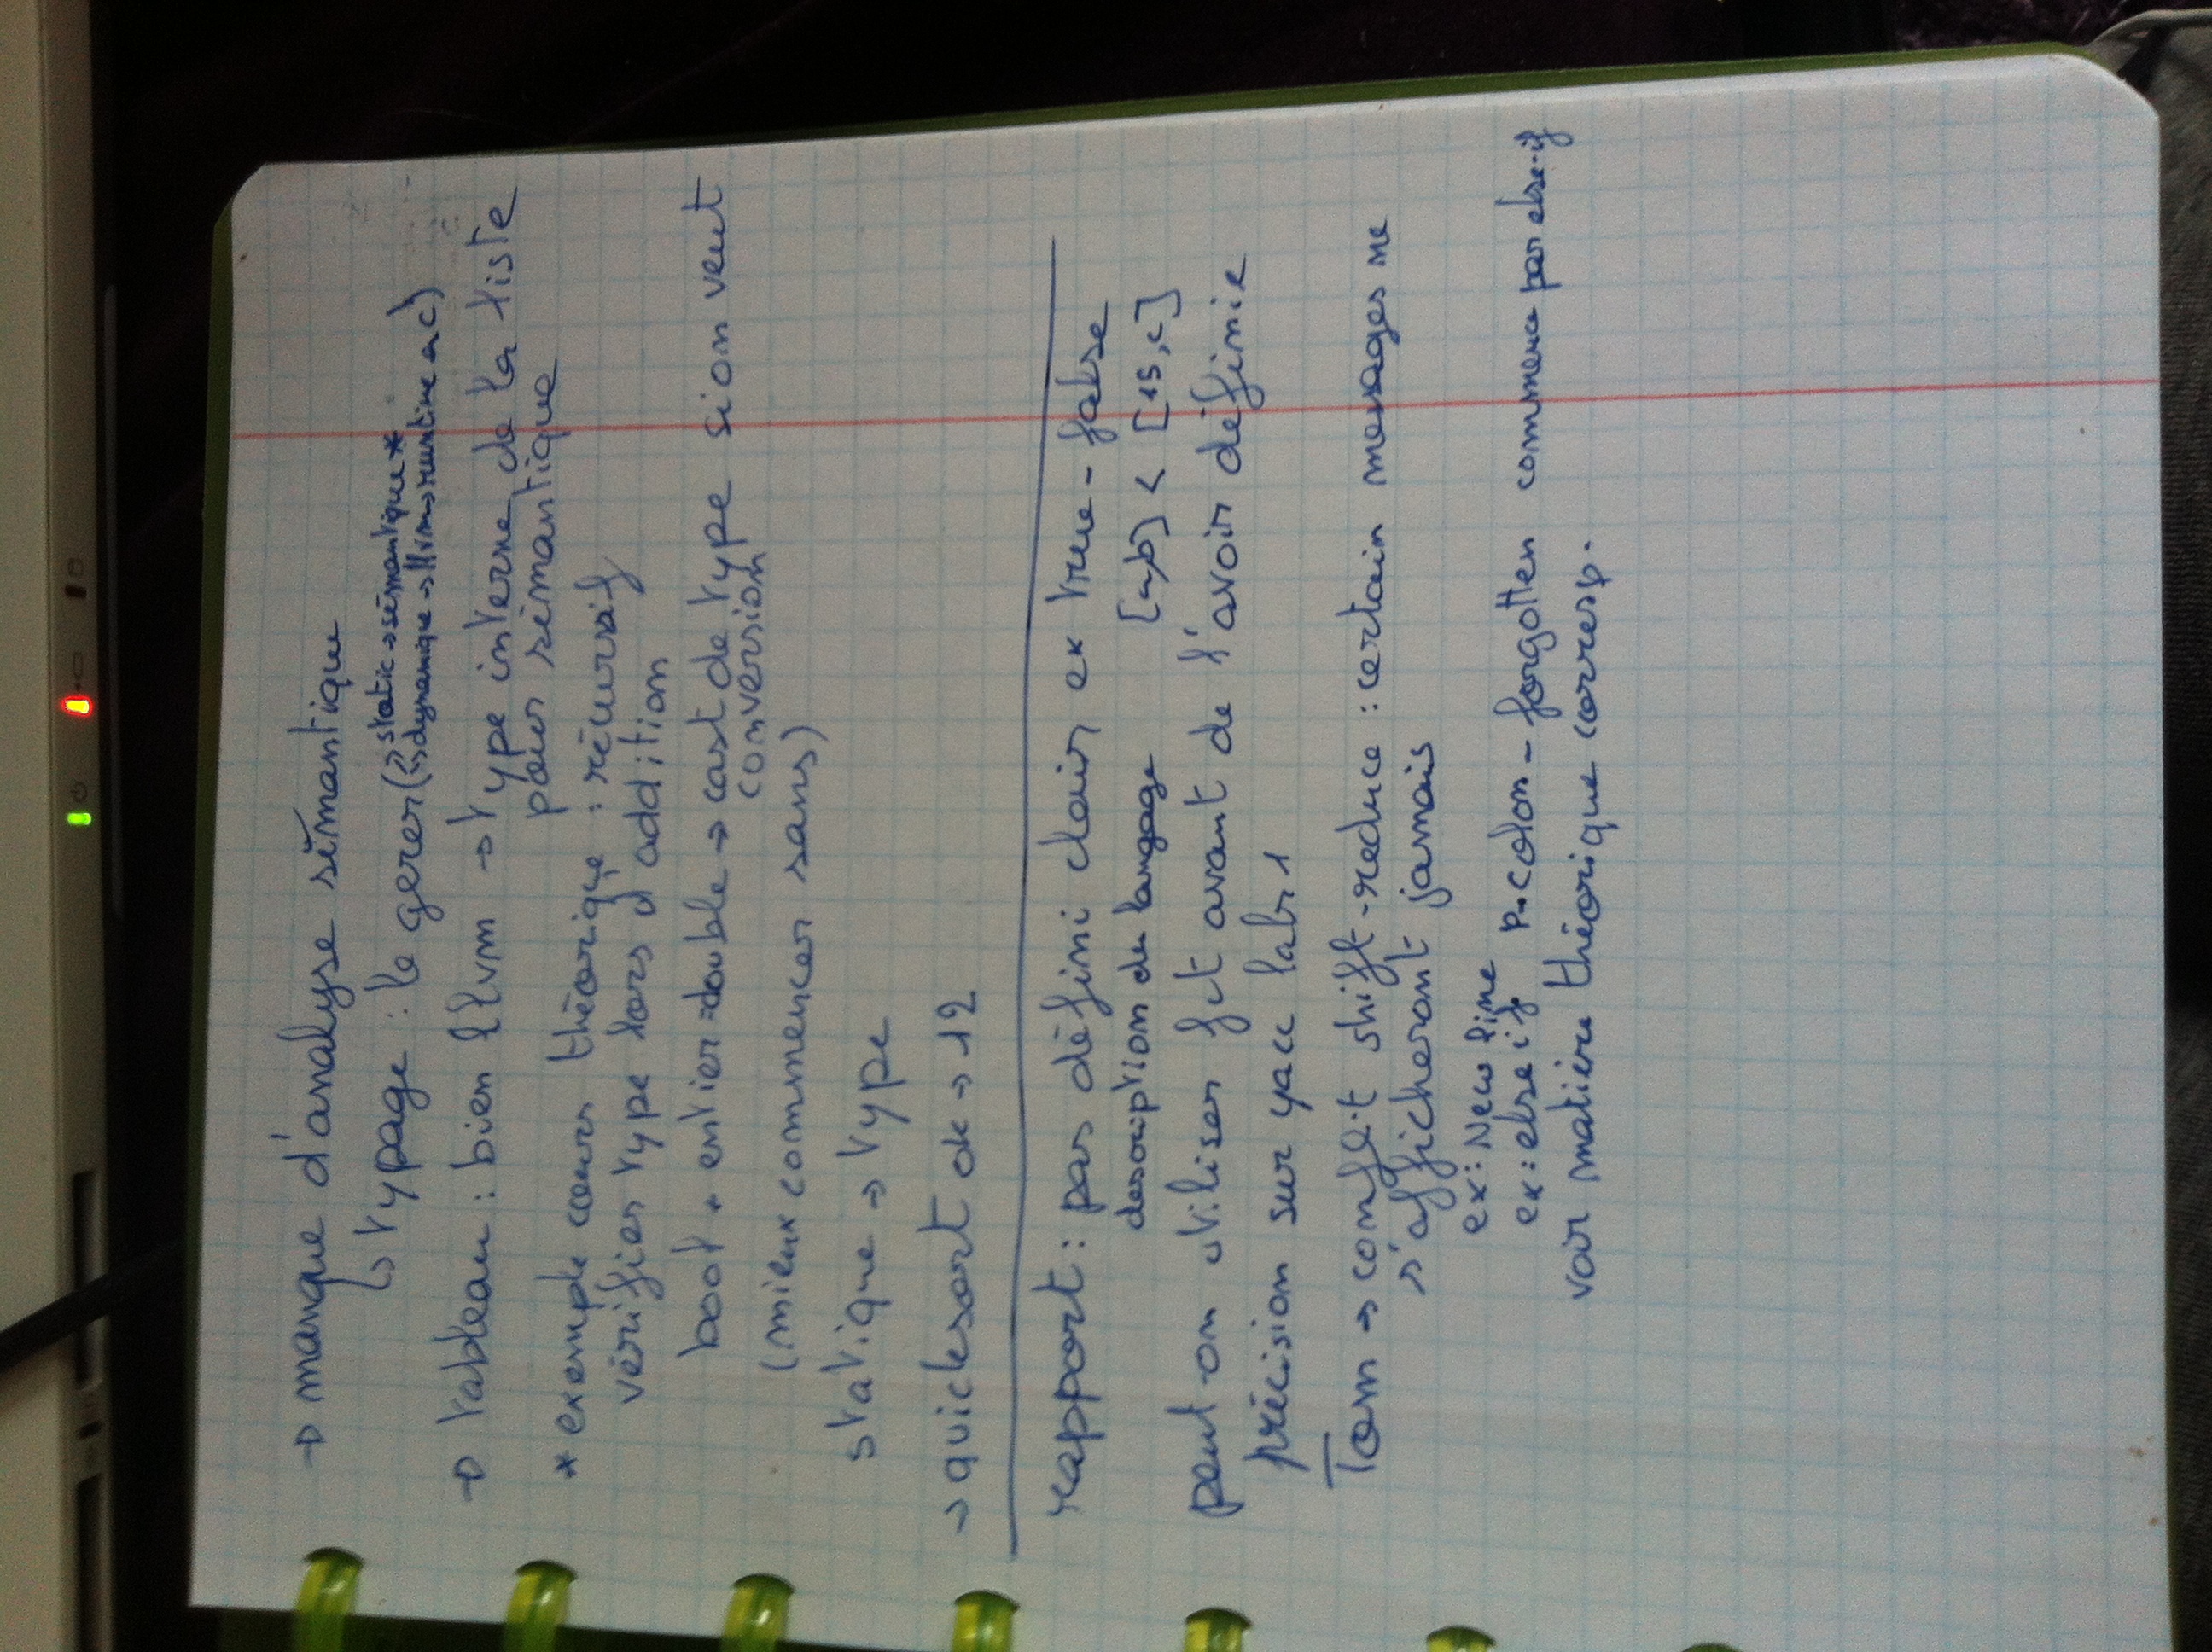 → manque d'analyse sémantique
↳ typage : le gerer (↳ static → sémantique *
↳ dynamique → llvm → runtime en c)
→ tableau : bien llvm → type interne de la liste
pour sémantique
* exemple cours théorique : récursif
vérifier type lors d'addition
bool + entier = double → cast de type si on veut
conversion
(mieux commencer sans)
statique → type
→ quicksort ok → 12
rapport : pas défini clair ex true - false
description du langage [a,b] < [15,c]
peut-on utiliser fct avant de l'avoir définie
précision sur yacc labr 1
Tom → conflit shift-reduce : certain messages ne
s'afficheront jamais
ex : New line
ex : else if p-colon-forgotten commence par else-if
voir matière théorique corresp.